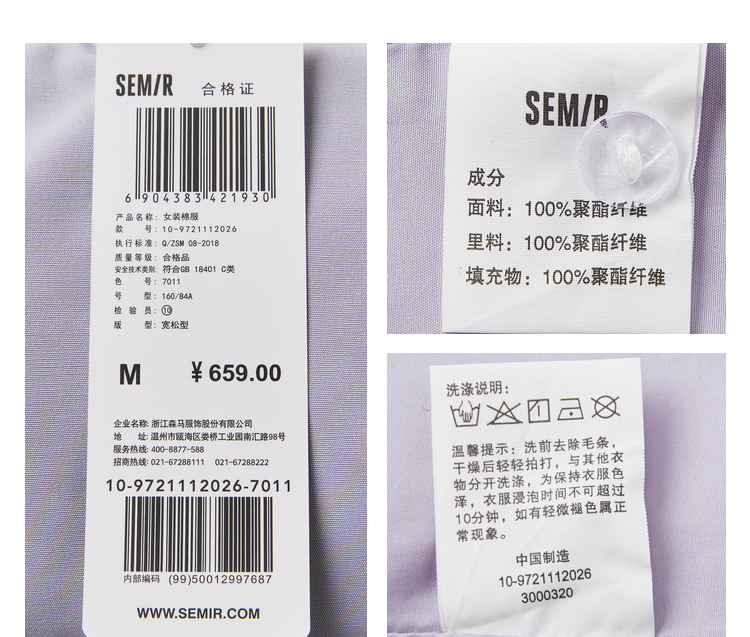 SEMIR 合格证
6 904383 421930
产品名称: 女装棉服
款 号: 10-9721112026
执行标准: Q/ZSM 08-2018
质量等级: 合格品
安全技术类别: 符合GB 18401 C类
色 号: 7011
号 型: 160/84A
检 验 员: ⑩
版 型: 宽松型
M ¥659.00
企业名称: 浙江森马服饰股份有限公司
地 址: 温州市瓯海区娄桥工业园南汇路98号
服务热线: 400-8877-588
招商热线: 021-67288111 021-67288222
10-9721112026-7011
内部编码 (99)50012997687
WWW.SEMIR.COM
SEMIR
成分
面料: 100%聚酯纤维
里料: 100%聚酯纤维
填充物: 100%聚酯纤维
洗涤说明:
温馨提示: 洗前去除毛条,
干燥后轻轻拍打, 与其他衣
物分开洗涤, 为保持衣服色
泽, 衣服浸泡时间不可超过
10分钟, 如有轻微褪色属正
常现象。
中国制造
10-9721112026
3000320